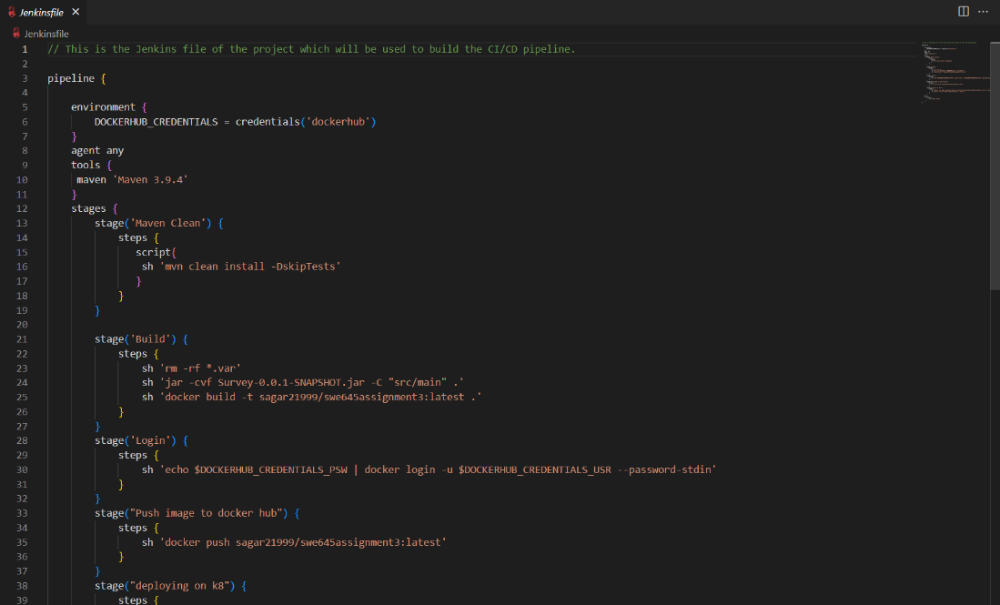 Jenkinsfile
Jenkinsfile
1 // This is the Jenkins file of the project which will be used to build the CI/CD pipeline.
2
3 pipeline {
4
5     environment {
6         DOCKERHUB_CREDENTIALS = credentials('dockerhub')
7     }
8     agent any
9     tools {
10      maven 'Maven 3.9.4'
11     }
12     stages {
13         stage('Maven Clean') {
14             steps {
15                script{
16                 sh 'mvn clean install -DskipTests'
17                }
18             }
19         }
20
21         stage('Build') {
22             steps {
23                 sh 'rm -rf *.var'
24                 sh 'jar -cvf Survey-0.0.1-SNAPSHOT.jar -C "src/main" .'
25                 sh 'docker build -t sagar21999/swe645assignment3:latest .'
26             }
27         }
28         stage('Login') {
29             steps {
30                 sh 'echo $DOCKERHUB_CREDENTIALS_PSW | docker login -u $DOCKERHUB_CREDENTIALS_USR --password-stdin'
31             }
32         }
33         stage("Push image to docker hub") {
34             steps {
35                 sh 'docker push sagar21999/swe645assignment3:latest'
36             }
37         }
38         stage("deploying on k8") {
39             steps {